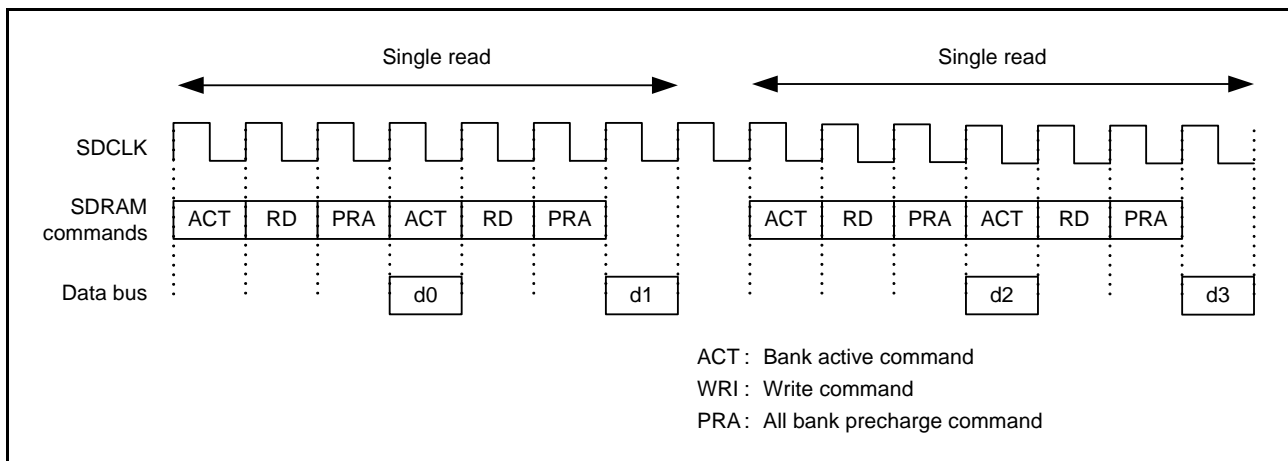 Single read Single read
SDCLK
SDRAM
commands
ACT RD PRA ACT RD PRA ACT RD PRA ACT RD PRA
Data bus
d0 d1 d2 d3
ACT : Bank active command
WRI : Write command
PRA : All bank precharge command